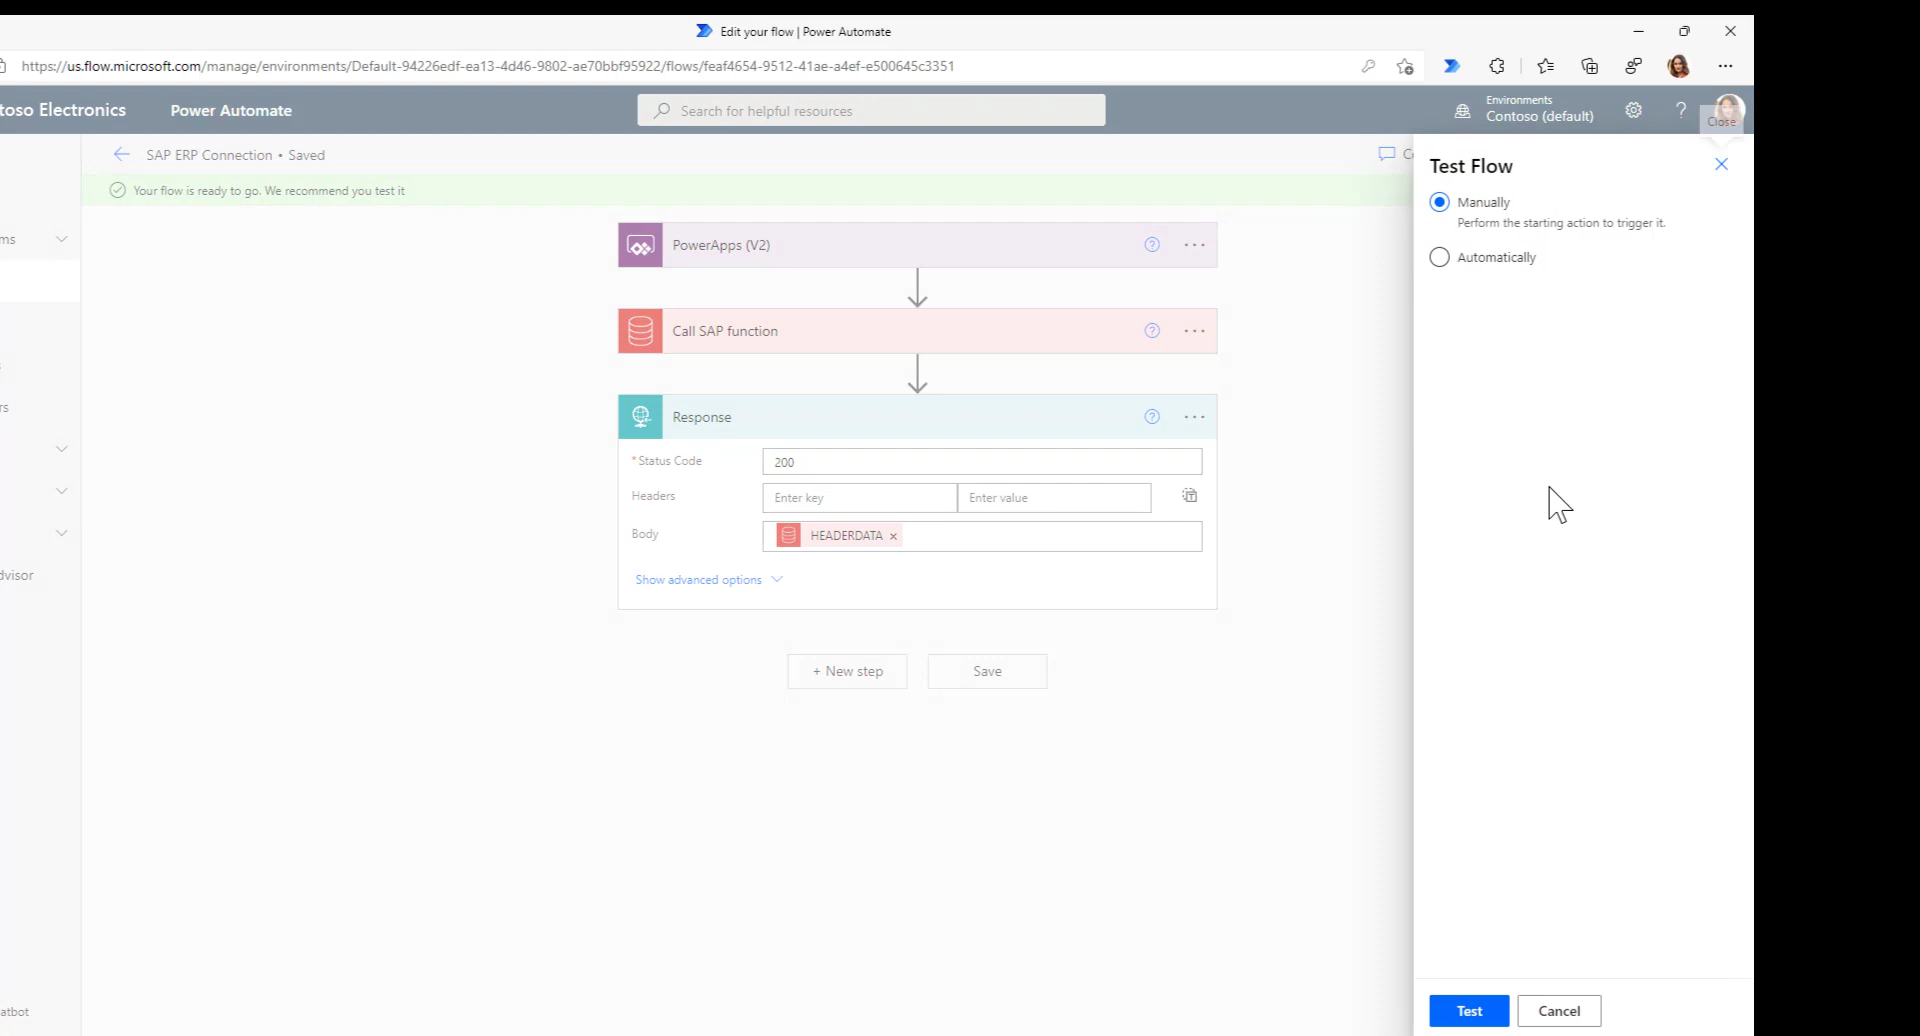 Edit your flow | Power Automate
https://us.flow.microsoft.com/manage/environments/Default-94226edf-ea13-4d46-9802-ae70bbf95922/flows/feaf4654-9512-41ae-a4ef-e500645c3351
toso Electronics
Power Automate
Search for helpful resources
Environments
Contoso (default)
?
Close
SAP ERP Connection • Saved
Your flow is ready to go. We recommend you test it
Test Flow
Manually
Perform the starting action to trigger it.
Automatically
ms
rs
dvisor
atbot
PowerApps (V2)
Call SAP function
Response
*Status Code
200
Headers
Enter key
Enter value
Body
HEADERDATA ×
Show advanced options
+ New step
Save
Test
Cancel